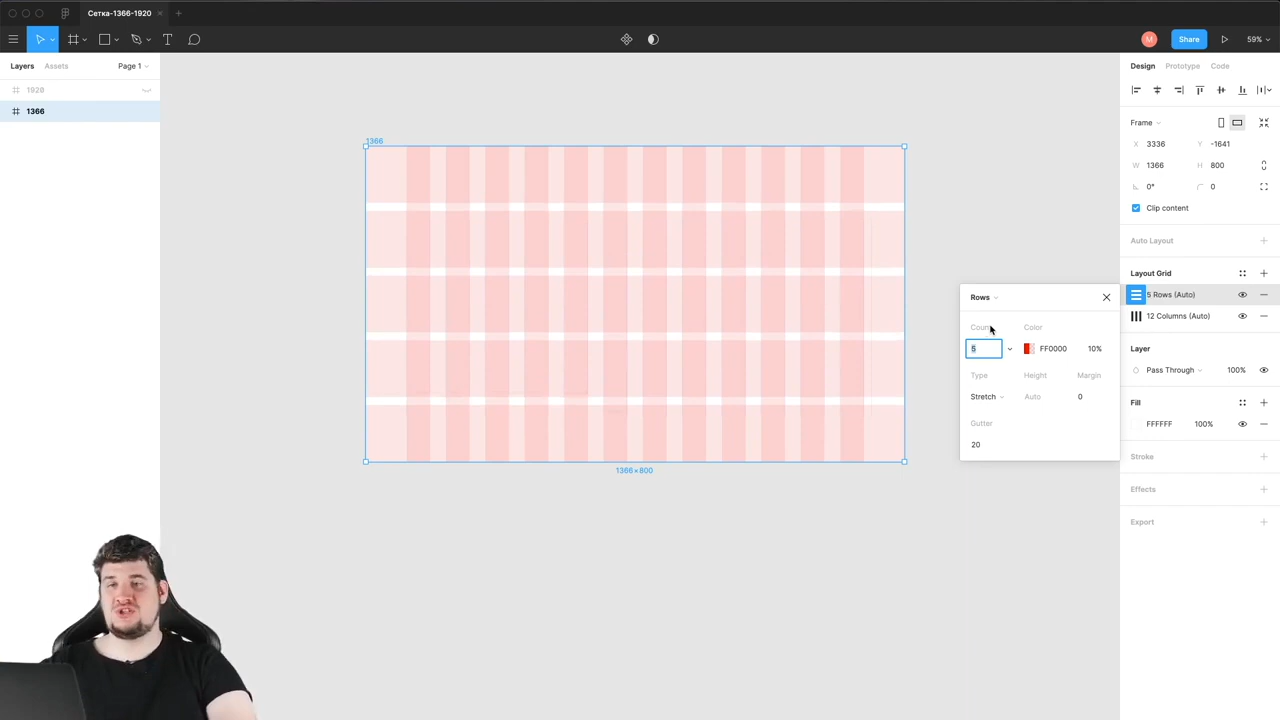 Сетка-1366-1920
Share
59%
M
Layers
Assets
Page 1
1920
1366
1366
1366×800
Design
Prototype
Code
Frame
X 3336 Y -1641
W 1366 H 800
0° 0
Clip content
Auto Layout
Layout Grid
5 Rows (Auto)
12 Columns (Auto)
Layer
Pass Through 100%
Fill
FFFFFF 100%
Stroke
Effects
Export
Rows
Count Color
5 FF0000 10%
Type Height Margin
Stretch Auto 0
Gutter
20